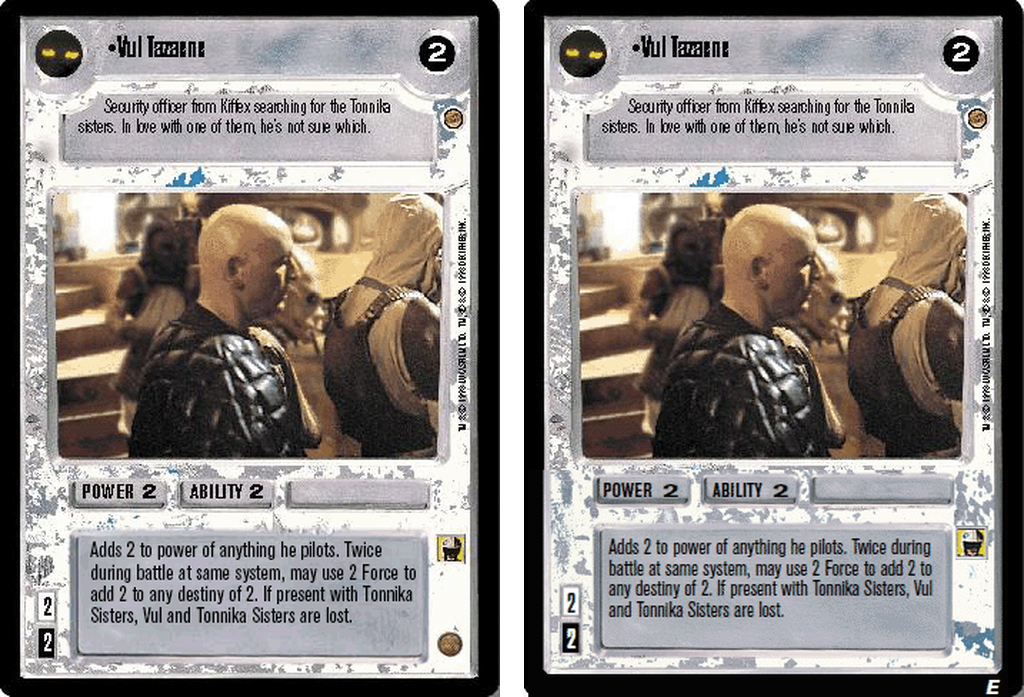 •Vul Tazaene
2
Security officer from Kiffex searching for the Tonnika
sisters. In love with one of them, he's not sure which.
POWER 2
ABILITY 2
Adds 2 to power of anything he pilots. Twice
during battle at same system, may use 2 Force to
add 2 to any destiny of 2. If present with Tonnika
Sisters, Vul and Tonnika Sisters are lost.
2
2
•Vul Tazaene
2
Security officer from Kiffex searching for the Tonnika
sisters. In love with one of them, he's not sure which.
POWER 2
ABILITY 2
Adds 2 to power of anything he pilots. Twice during
battle at same system, may use 2 Force to add 2 to
any destiny of 2. If present with Tonnika Sisters, Vul
and Tonnika Sisters are lost.
2
2
E